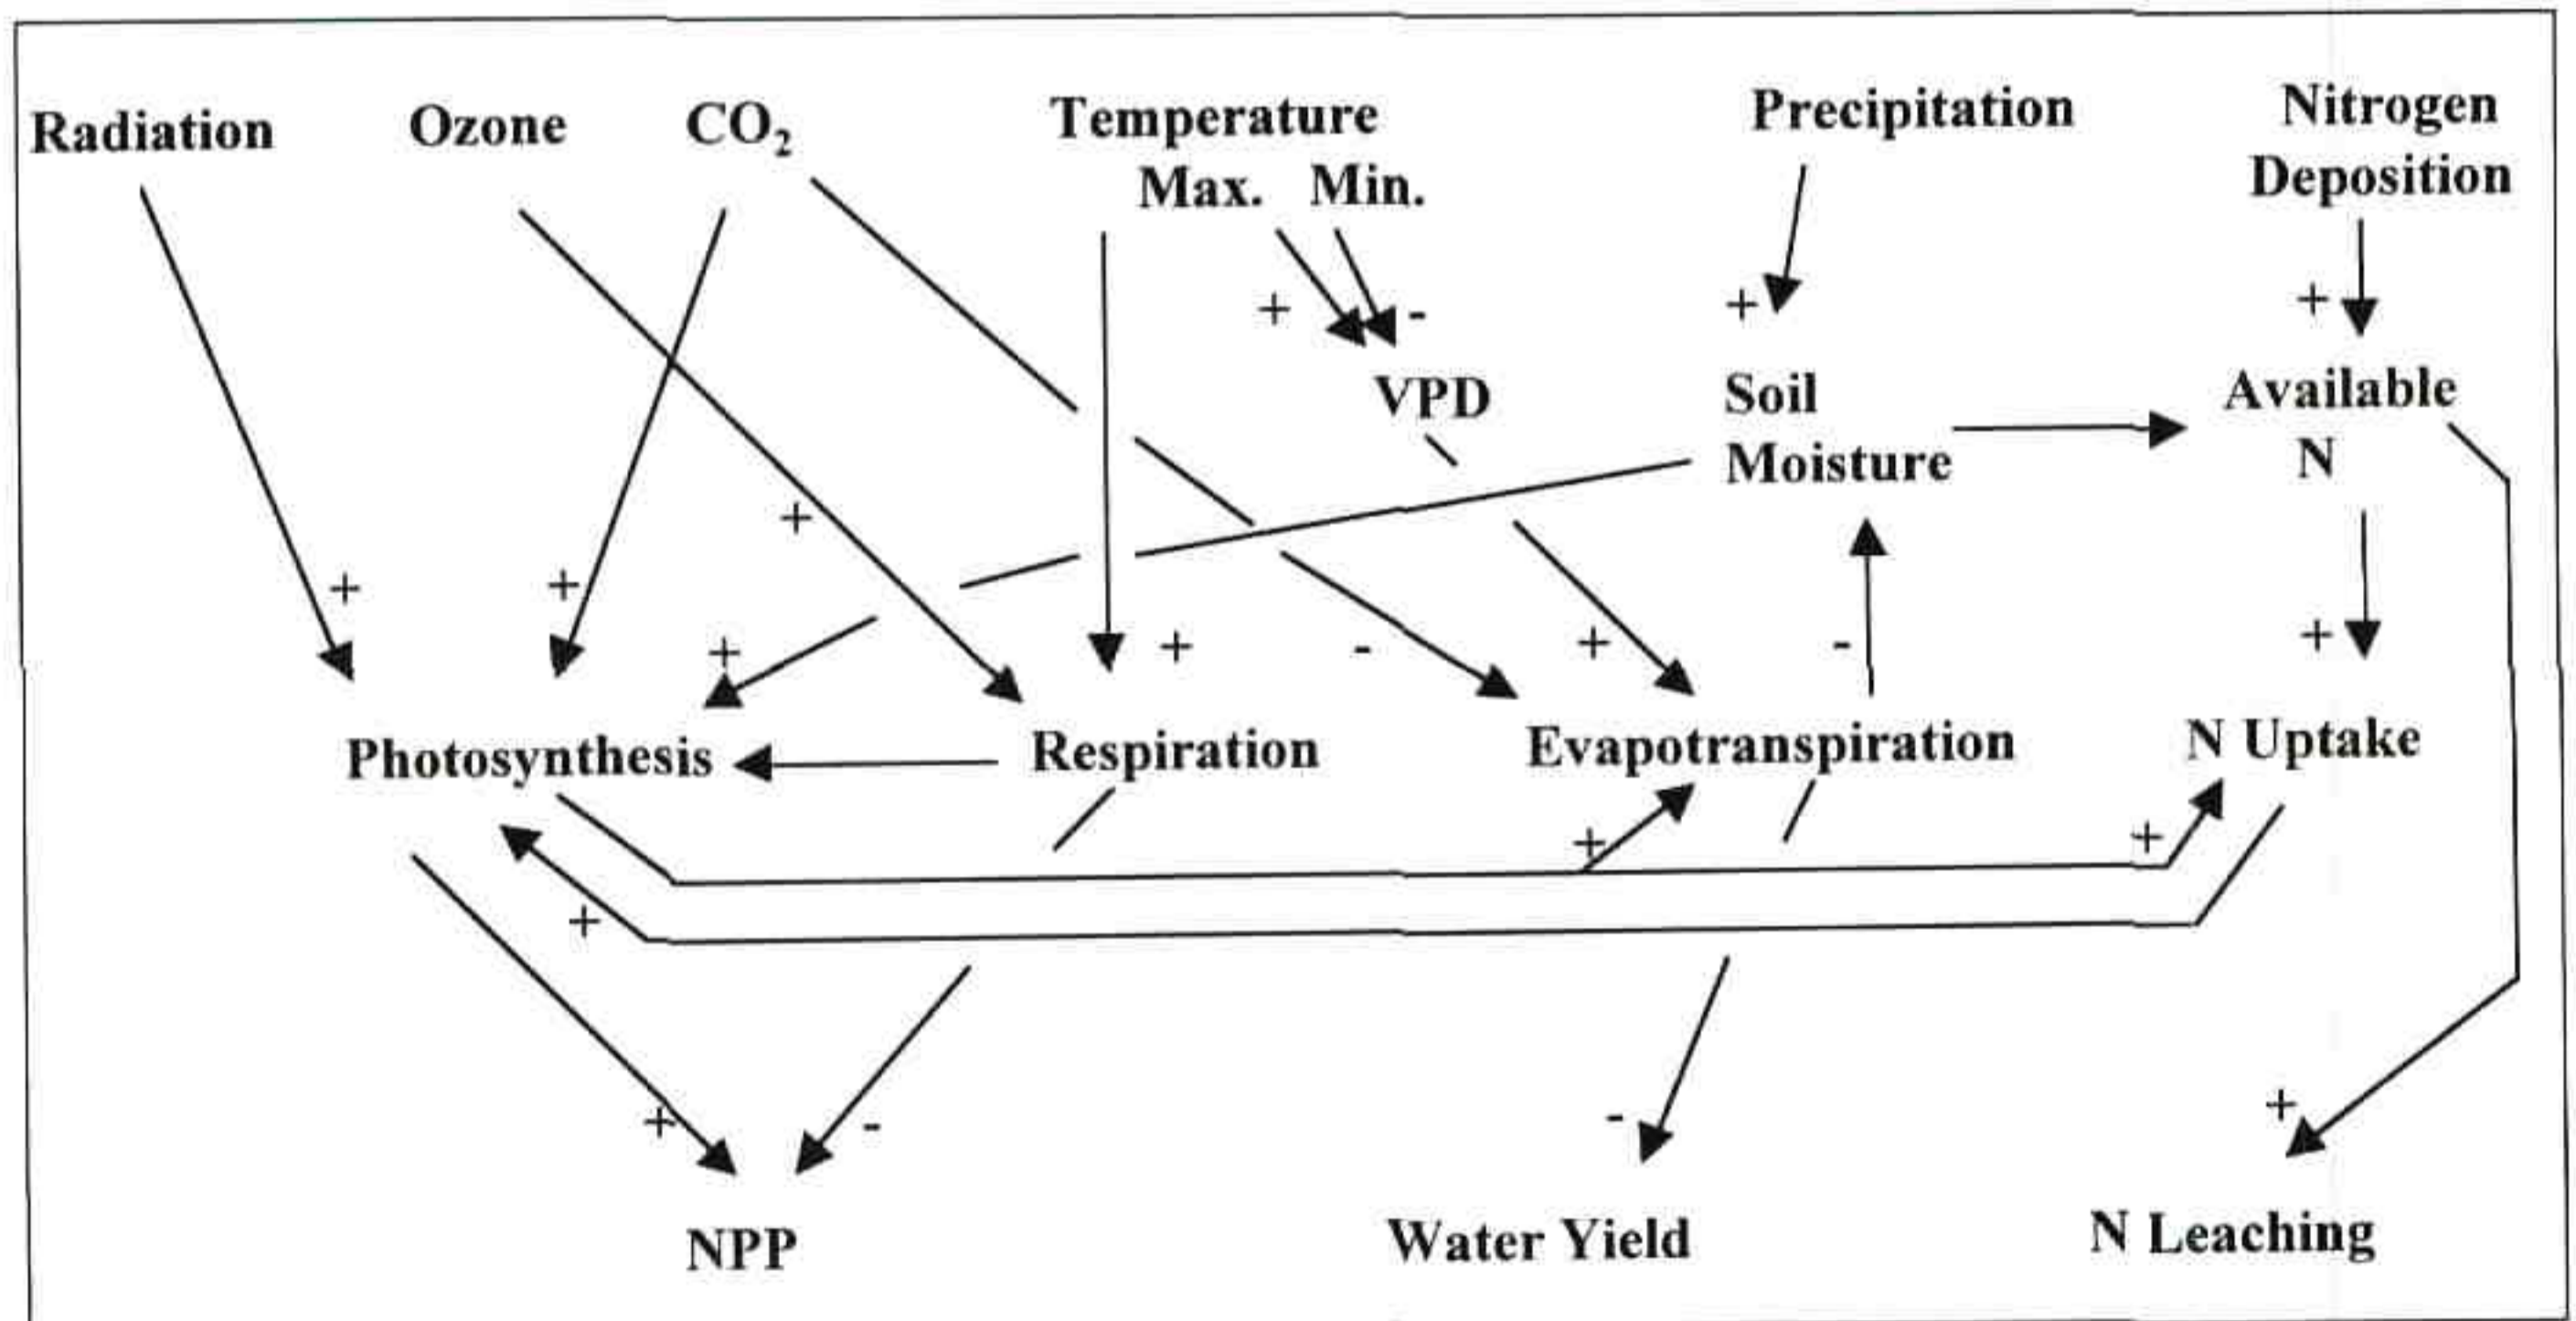 Radiation
Ozone
CO₂
Temperature
Max. Min.
Precipitation
Nitrogen
Deposition
+
-
+
+
VPD
Soil
Moisture
Available
N
+
+
+
+
+
-
+
-
+
Photosynthesis
Respiration
Evapotranspiration
N Uptake
+
+
+
+
-
-
+
NPP
Water Yield
N Leaching